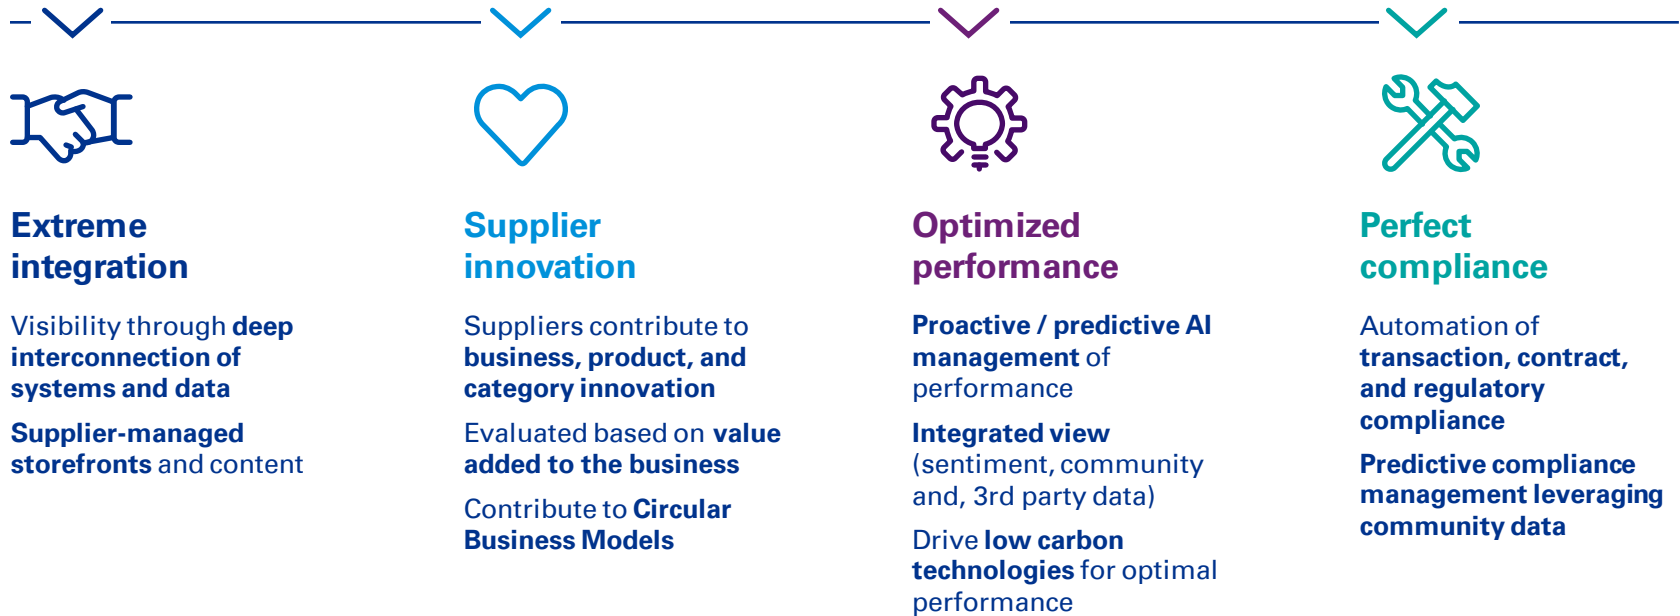 Extreme
integration
Visibility through deep
interconnection of
systems and data
Supplier-managed
storefronts and content
Supplier
innovation
Suppliers contribute to
business, product, and
category innovation
Evaluated based on value
added to the business
Contribute to Circular
Business Models
Optimized
performance
Proactive / predictive AI
management of
performance
Integrated view
(sentiment, community
and, 3rd party data)
Drive low carbon
technologies for optimal
performance
Perfect
compliance
Automation of
transaction, contract,
and regulatory
compliance
Predictive compliance
management leveraging
community data